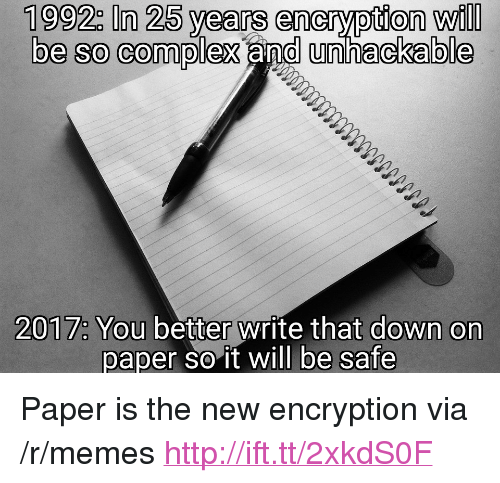 1992: In 25 years encryption will
be so complex and unhackable
2017: You better write that down on
paper so it will be safe
Paper is the new encryption via
/r/memes http://ift.tt/2xkdS0F